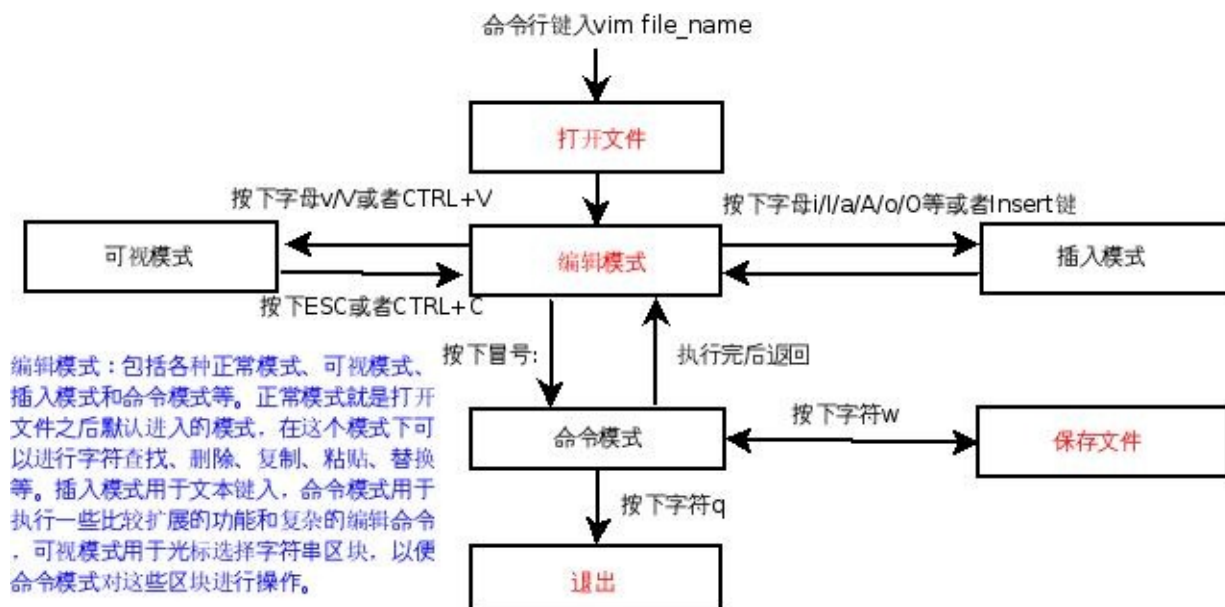 命令行键入vim file_name
打开文件
按下字母v/V或者CTRL+V
按下字母i/I/a/A/o/O等或者Insert键
可视模式
编辑模式
插入模式
按下ESC或者CTRL+C
按下冒号:
执行完后返回
编辑模式：包括各种正常模式、可视模式、
插入模式和命令模式等。正常模式就是打开
文件之后默认进入的模式，在这个模式下可
以进行字符查找、删除、复制、粘贴、替换
等。插入模式用于文本键入，命令模式用于
执行一些比较扩展的功能和复杂的编辑命令
，可视模式用于光标选择字符串区块，以便
命令模式对这些区块进行操作。
命令模式
按下字符w
保存文件
按下字符q
退出